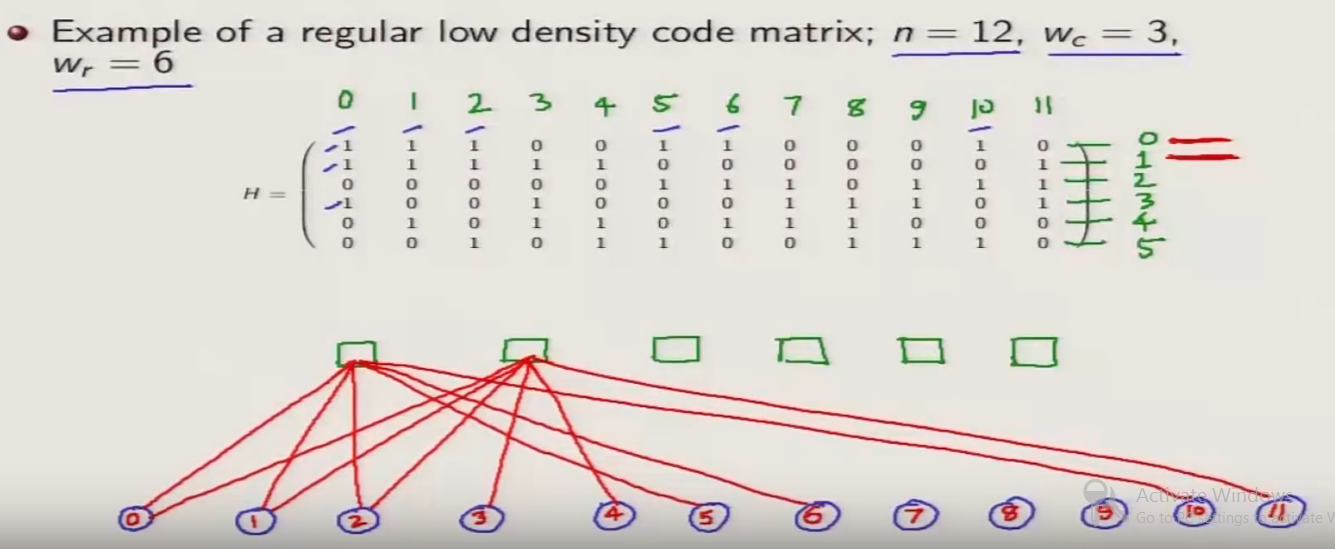 Example of a regular low density code matrix; n = 12, w_c = 3,
w_r = 6
0 1 2 3 4 5 6 7 8 9 10 11
1 1 1 0 0 1 1 0 0 0 1 0 0
1 1 1 1 1 0 0 0 0 0 0 1 1
H =
0 0 0 0 0 1 1 1 0 1 1 1 2
1 0 0 1 0 0 0 1 1 1 0 1 3
0 1 0 1 1 0 1 1 1 0 0 0 4
0 0 1 0 1 1 0 0 1 1 1 0 5
0 1 2 3 4 5 6 7 8 9 10 11
Activate Windows
Go to PC settings to activate W